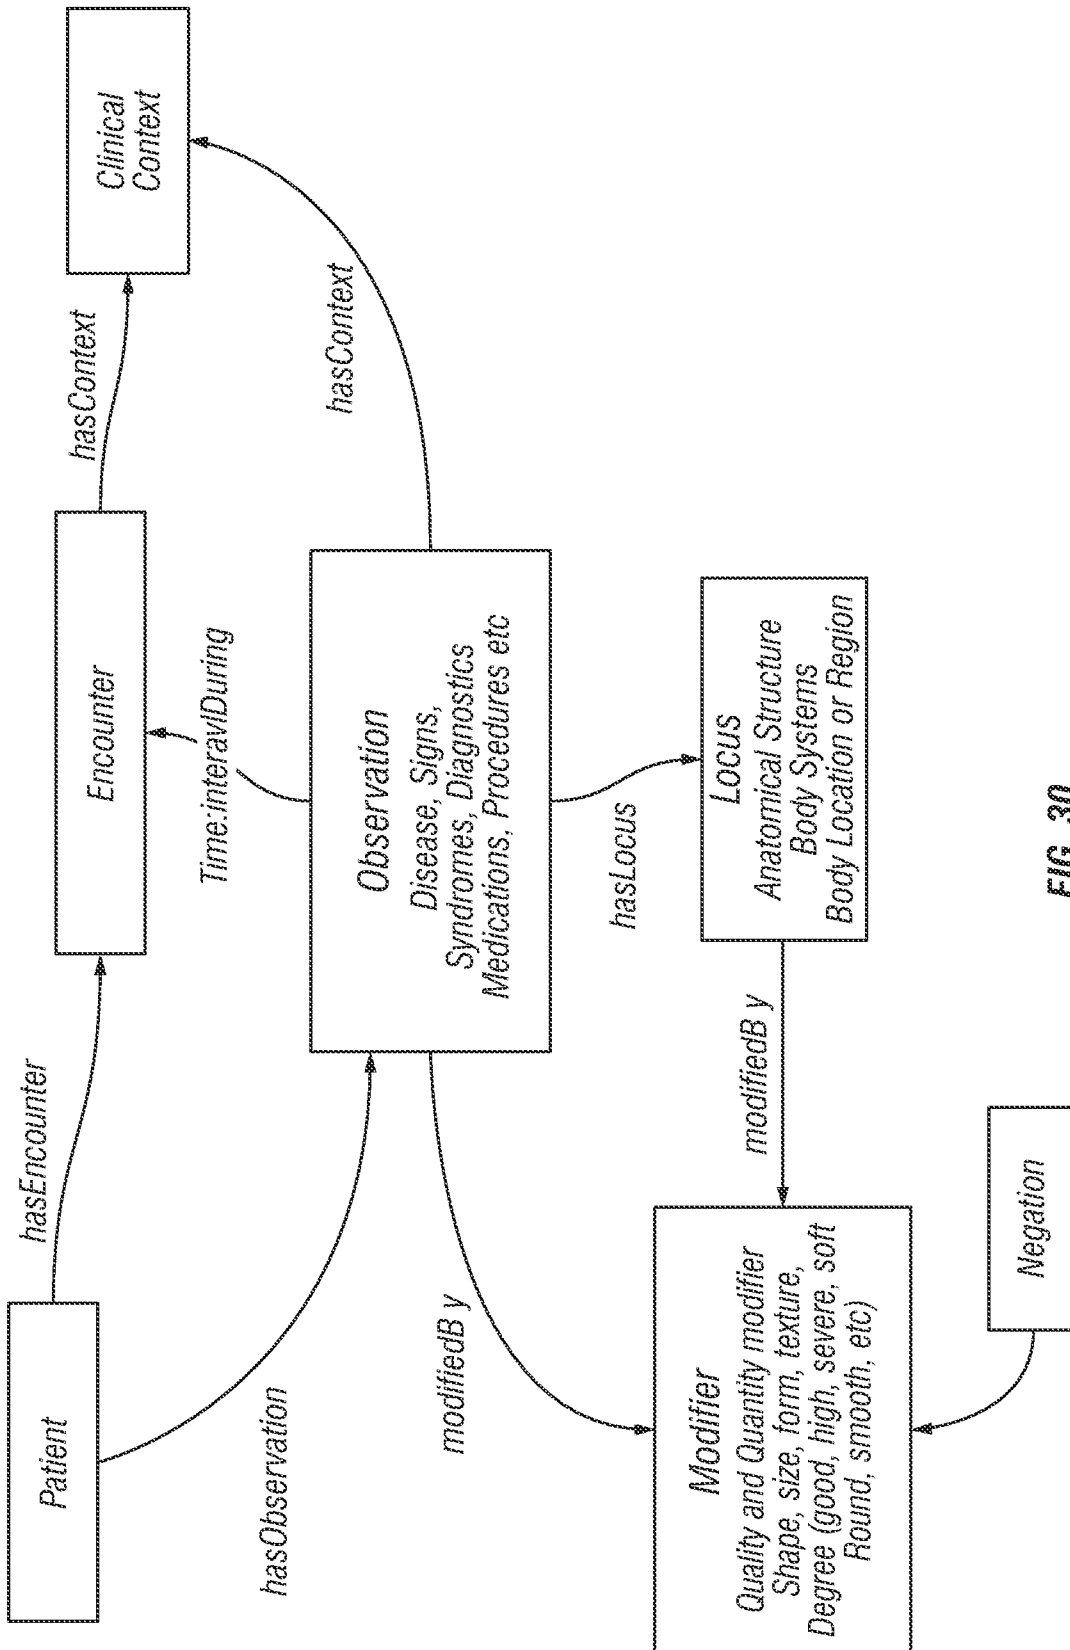 Patient
hasEncounter
Encounter
hasContext
Clinical
Context
hasObservation
Time:interavlDuring
hasContext
Observation
Disease, Signs,
Syndromes, Diagnostics
Medications, Procedures etc
modifiedB y
hasLocus
Modifier
Quality and Quantity modifier
Shape, size, form, texture,
Degree (good, high, severe, soft
Round, smooth, etc)
modifiedB y
Locus
Anatomical Structure
Body Systems
Body Location or Region
Negation